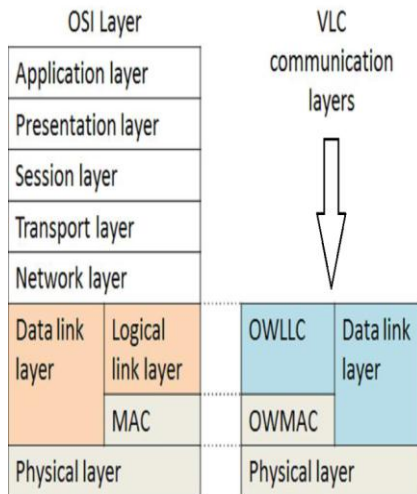 OSI Layer
Application layer
Presentation layer
Session layer
Transport layer
Network layer
Data link
layer
Logical
link layer
MAC
Physical layer
VLC
communication
layers
OWLLC
Data link
layer
OWMAC
Physical layer